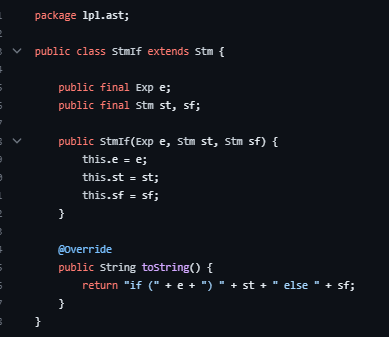 package lpl.ast;
public class StmIf extends Stm {
public final Exp e;
public final Stm st, sf;
public StmIf(Exp e, Stm st, Stm sf) {
this.e = e;
this.st = st;
this.sf = sf;
}
@Override
public String toString() {
return "if (" + e + ") " + st + " else " + sf;
}
}